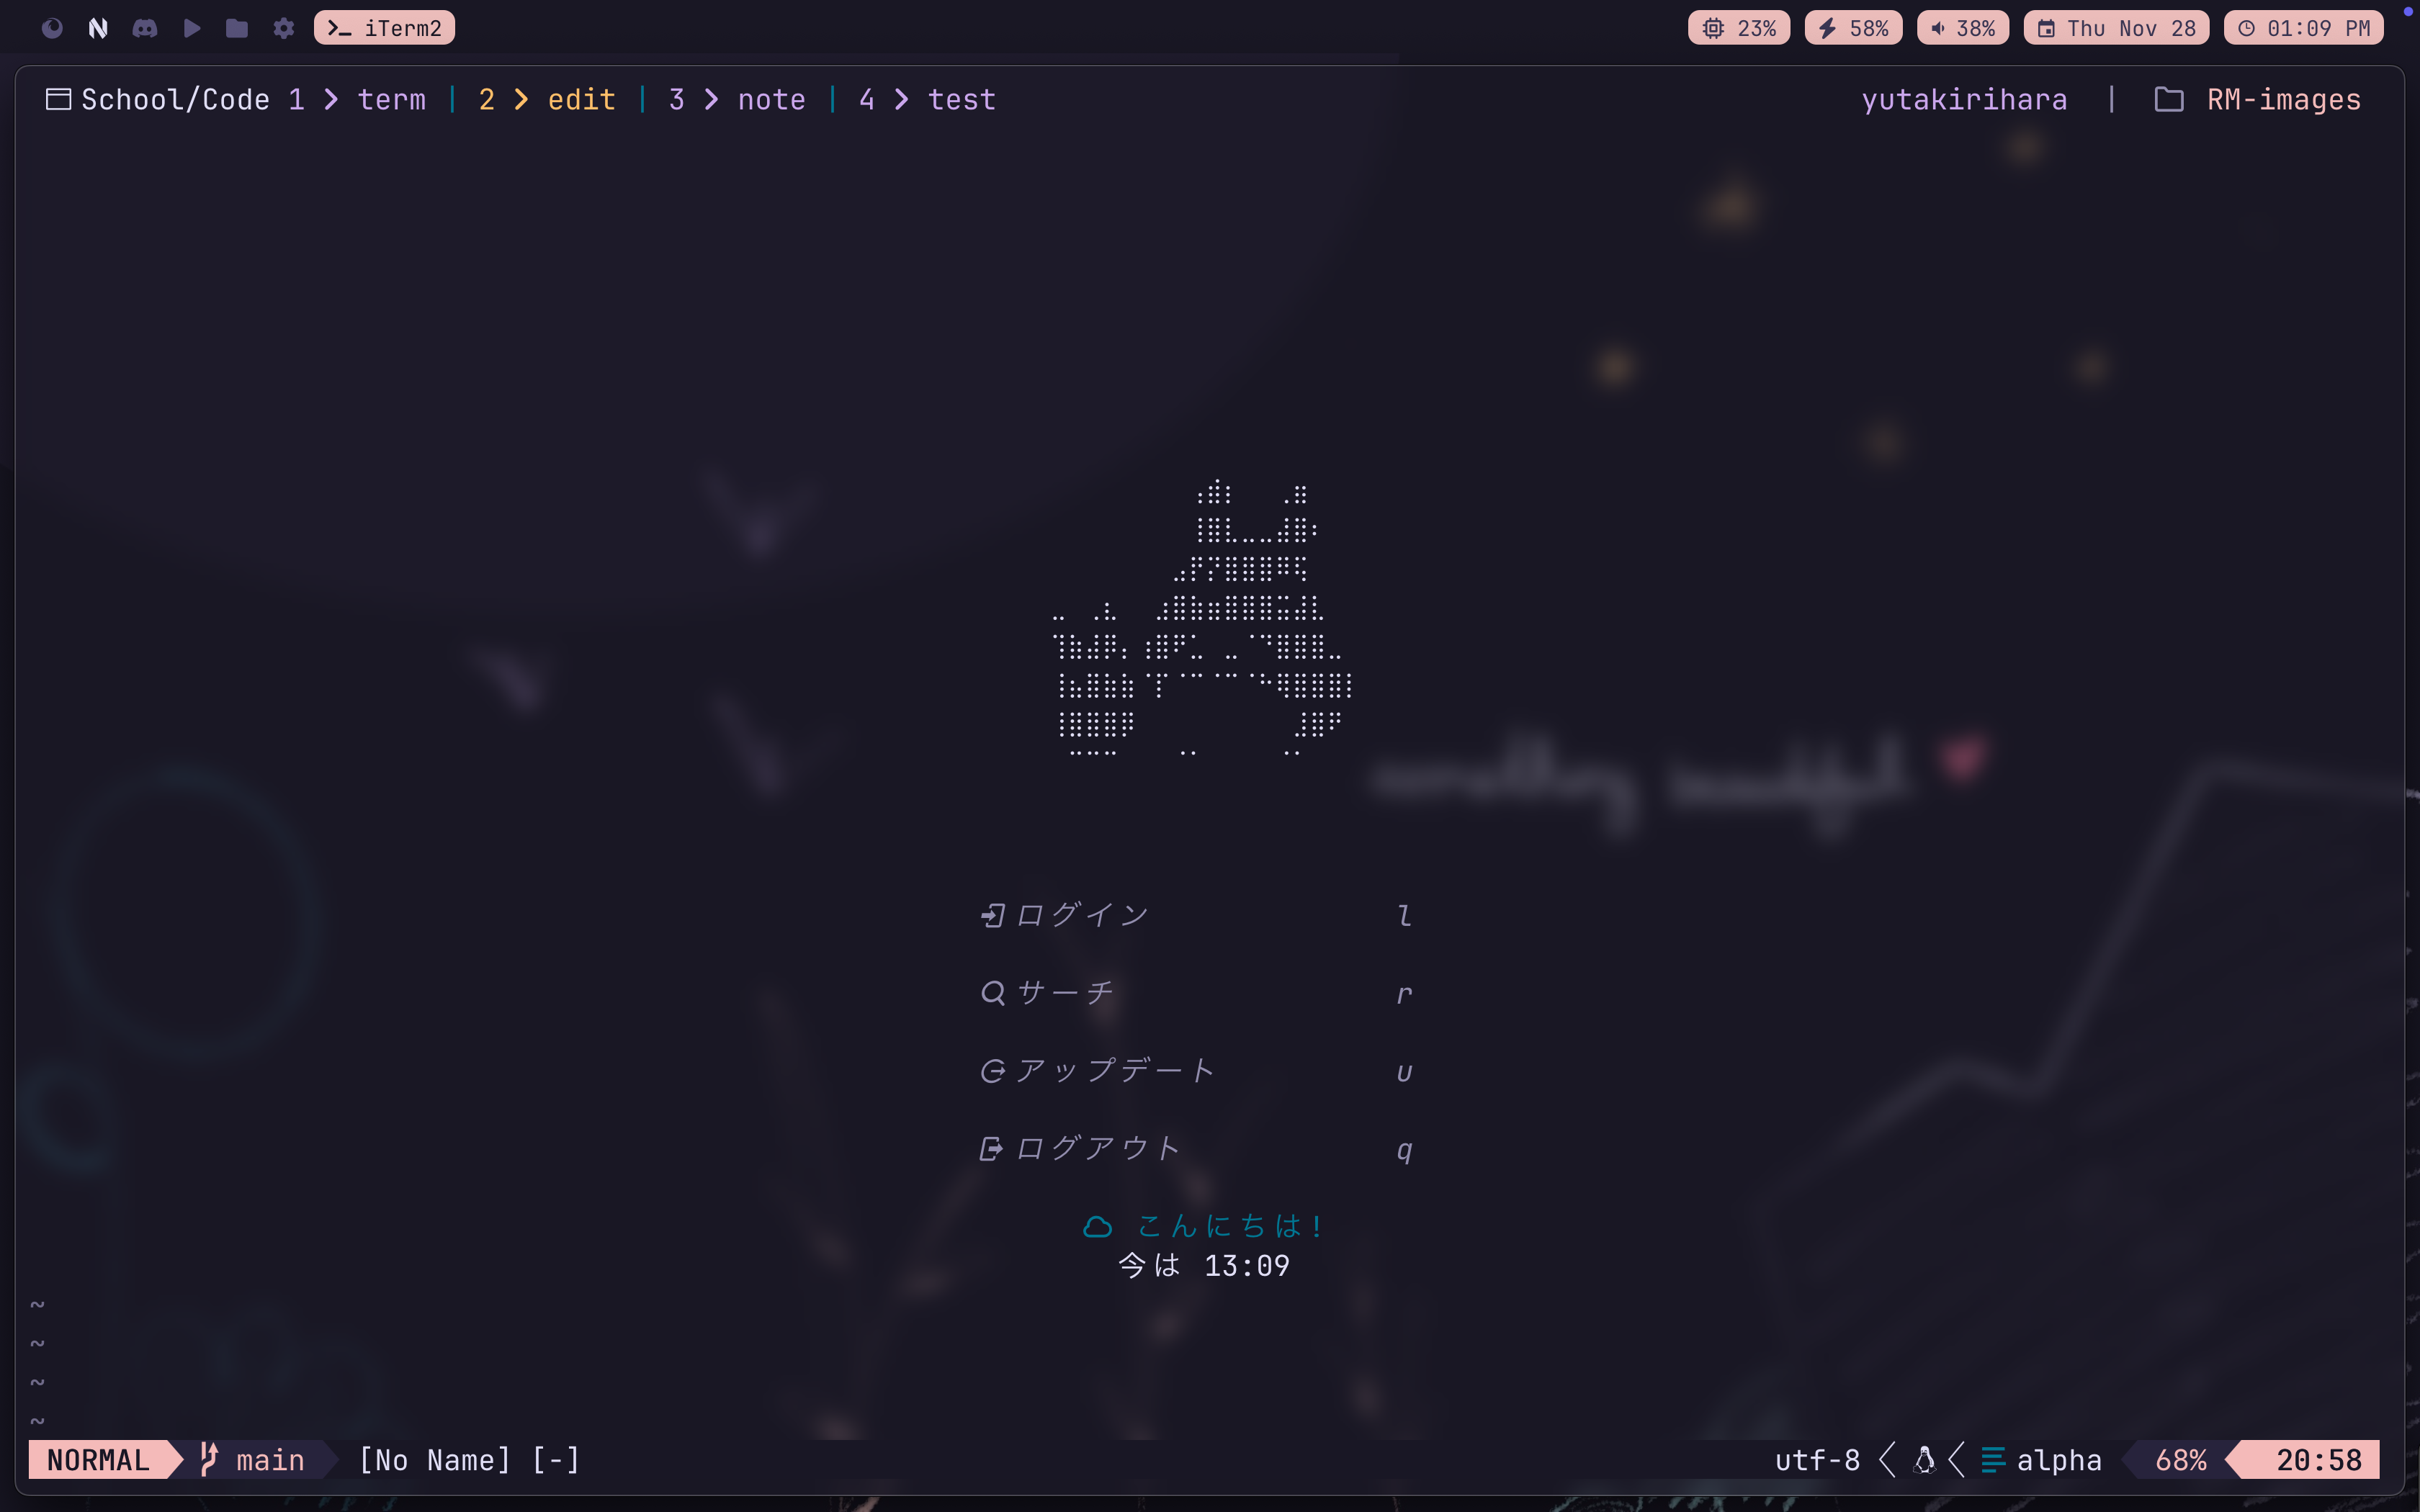 iTerm2 23% 58% 38% Thu Nov 28 01:09 PM
School/Code 1 > term | 2 > edit | 3 > note | 4 > test yutakirihara | RM-images
something beautiful
ログイン l
サーチ r
アップデート u
ログアウト q
こんにちは!
今は 13:09
~
~
~
~
NORMAL main [No Name] [-] utf-8 alpha 68% 20:58